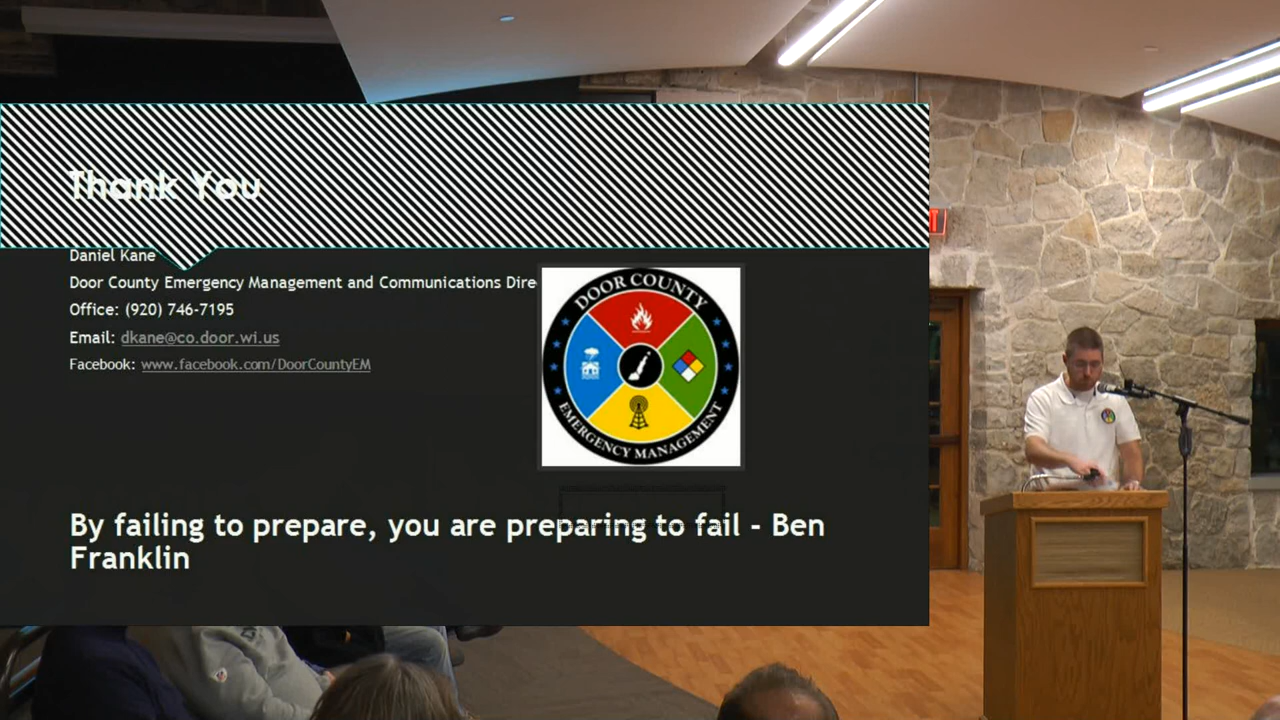 Thank You
Daniel Kane
Door County Emergency Management and Communications Dire
Office: (920) 746-7195
Email: dkane@co.door.wi.us
Facebook: www.facebook.com/DoorCountyEM
DOOR COUNTY
EMERGENCY MANAGEMENT
By failing to prepare, you are preparing to fail - Ben
Franklin